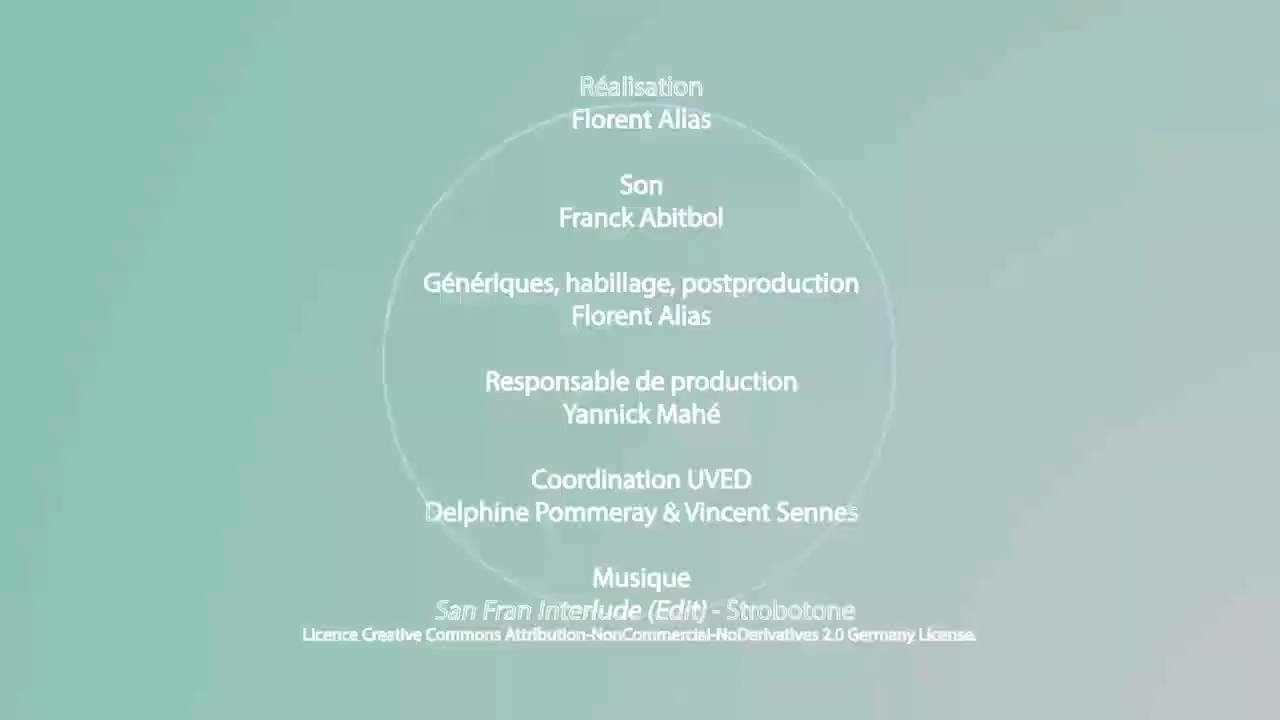 Réalisation
Florent Alias
Son
Franck Abitbol
Génériques, habillage, postproduction
Florent Alias
Responsable de production
Yannick Mahé
Coordination UVED
Delphine Pommeray & Vincent Sennes
Musique
San Fran Interlude (Edit) - Strobotone
Licence Creative Commons Attribution-NonCommercial-NoDerivatives 2.0 Germany License.